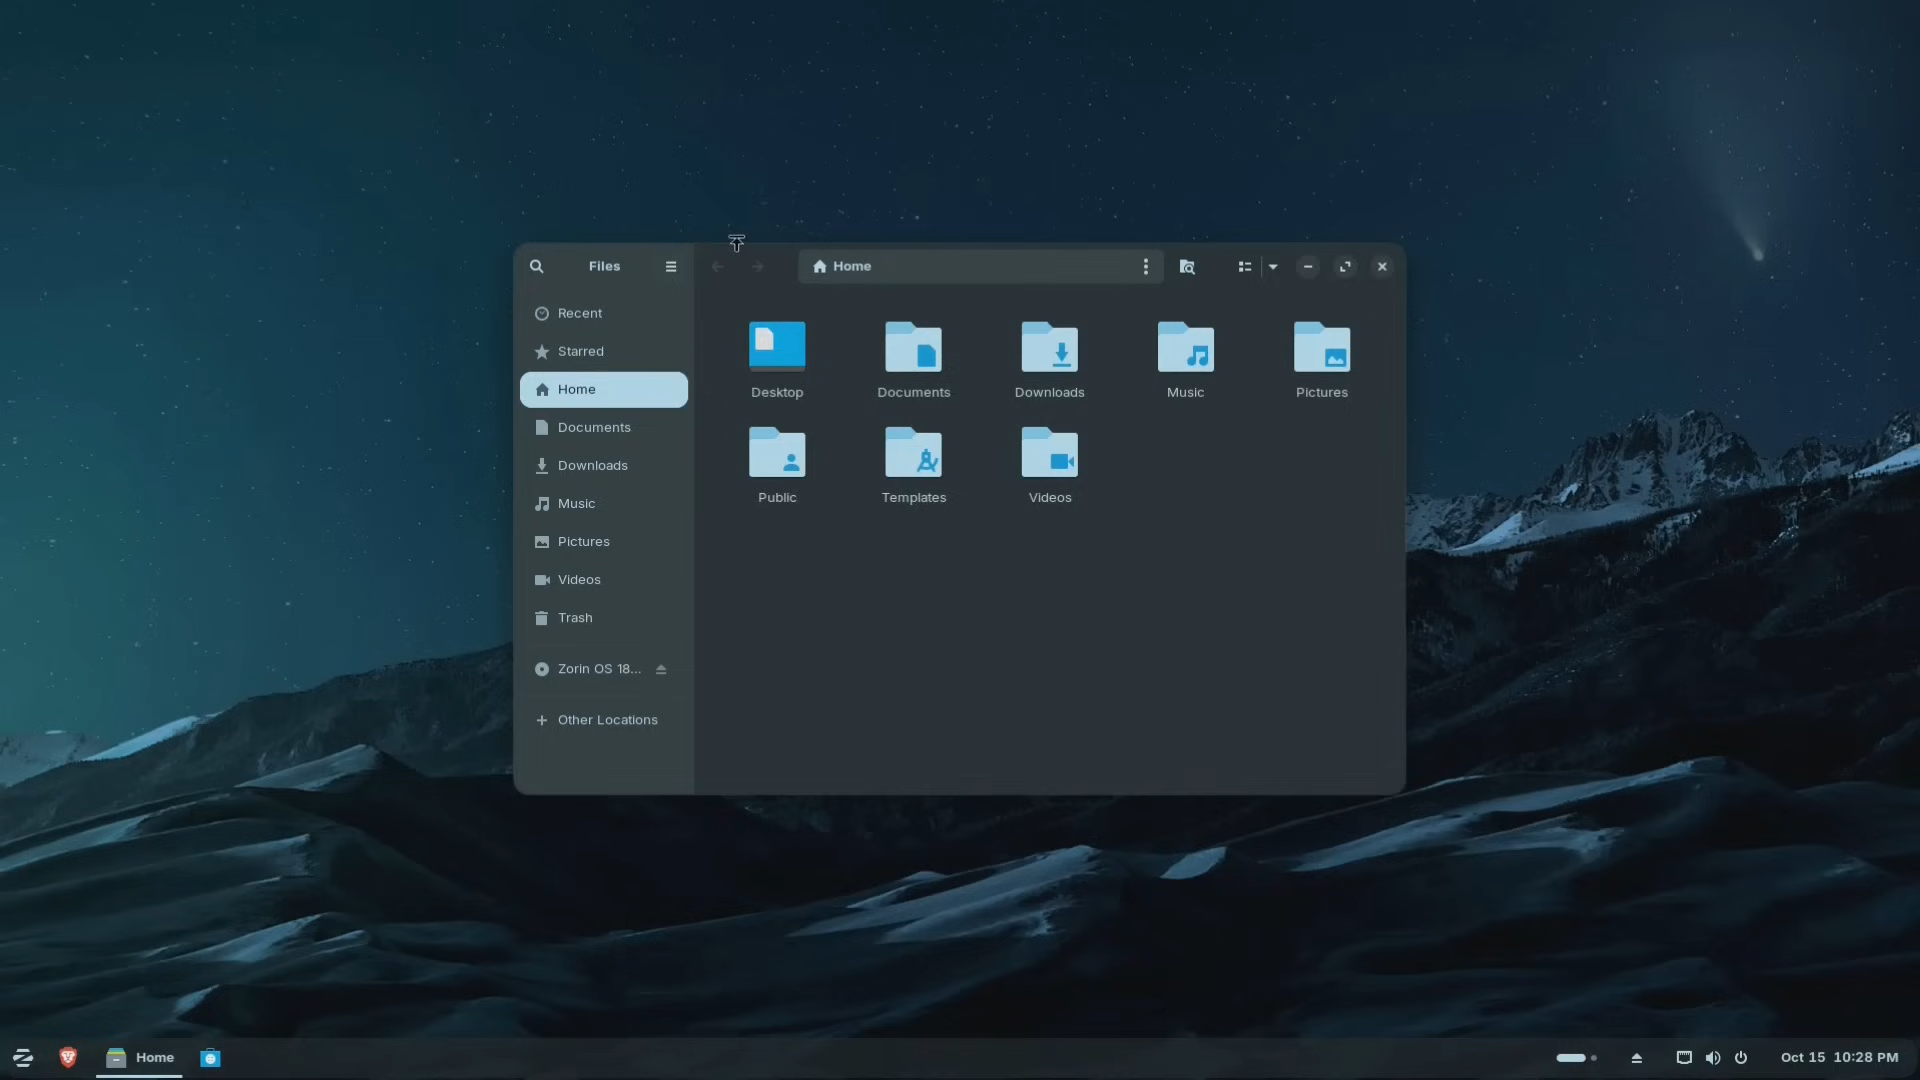 Files
Home
Recent
Starred
Home
Documents
Downloads
Music
Pictures
Videos
Trash
Zorin OS 18...
Other Locations
Desktop
Documents
Downloads
Music
Pictures
Public
Templates
Videos
Home
Oct 15 10:28 PM